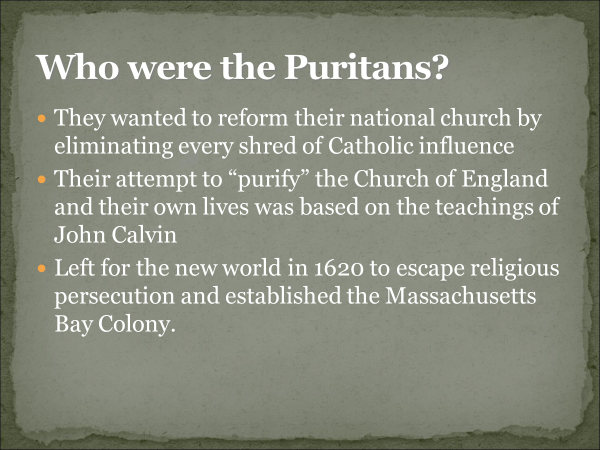 Who were the Puritans?
• They wanted to reform their national church by
eliminating every shred of Catholic influence
• Their attempt to “purify” the Church of England
and their own lives was based on the teachings of
John Calvin
• Left for the new world in 1620 to escape religious
persecution and established the Massachusetts
Bay Colony.